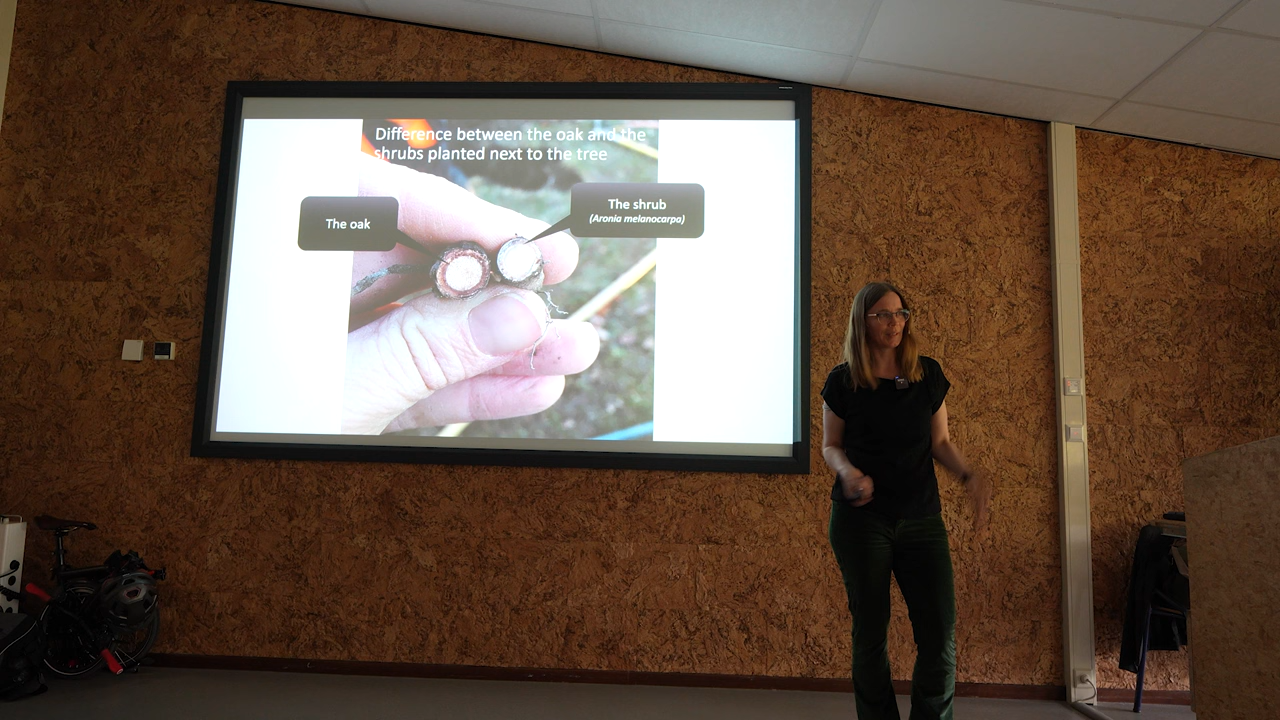 Difference between the oak and the
shrubs planted next to the tree
The oak
The shrub
(Aronia melanocarpa)